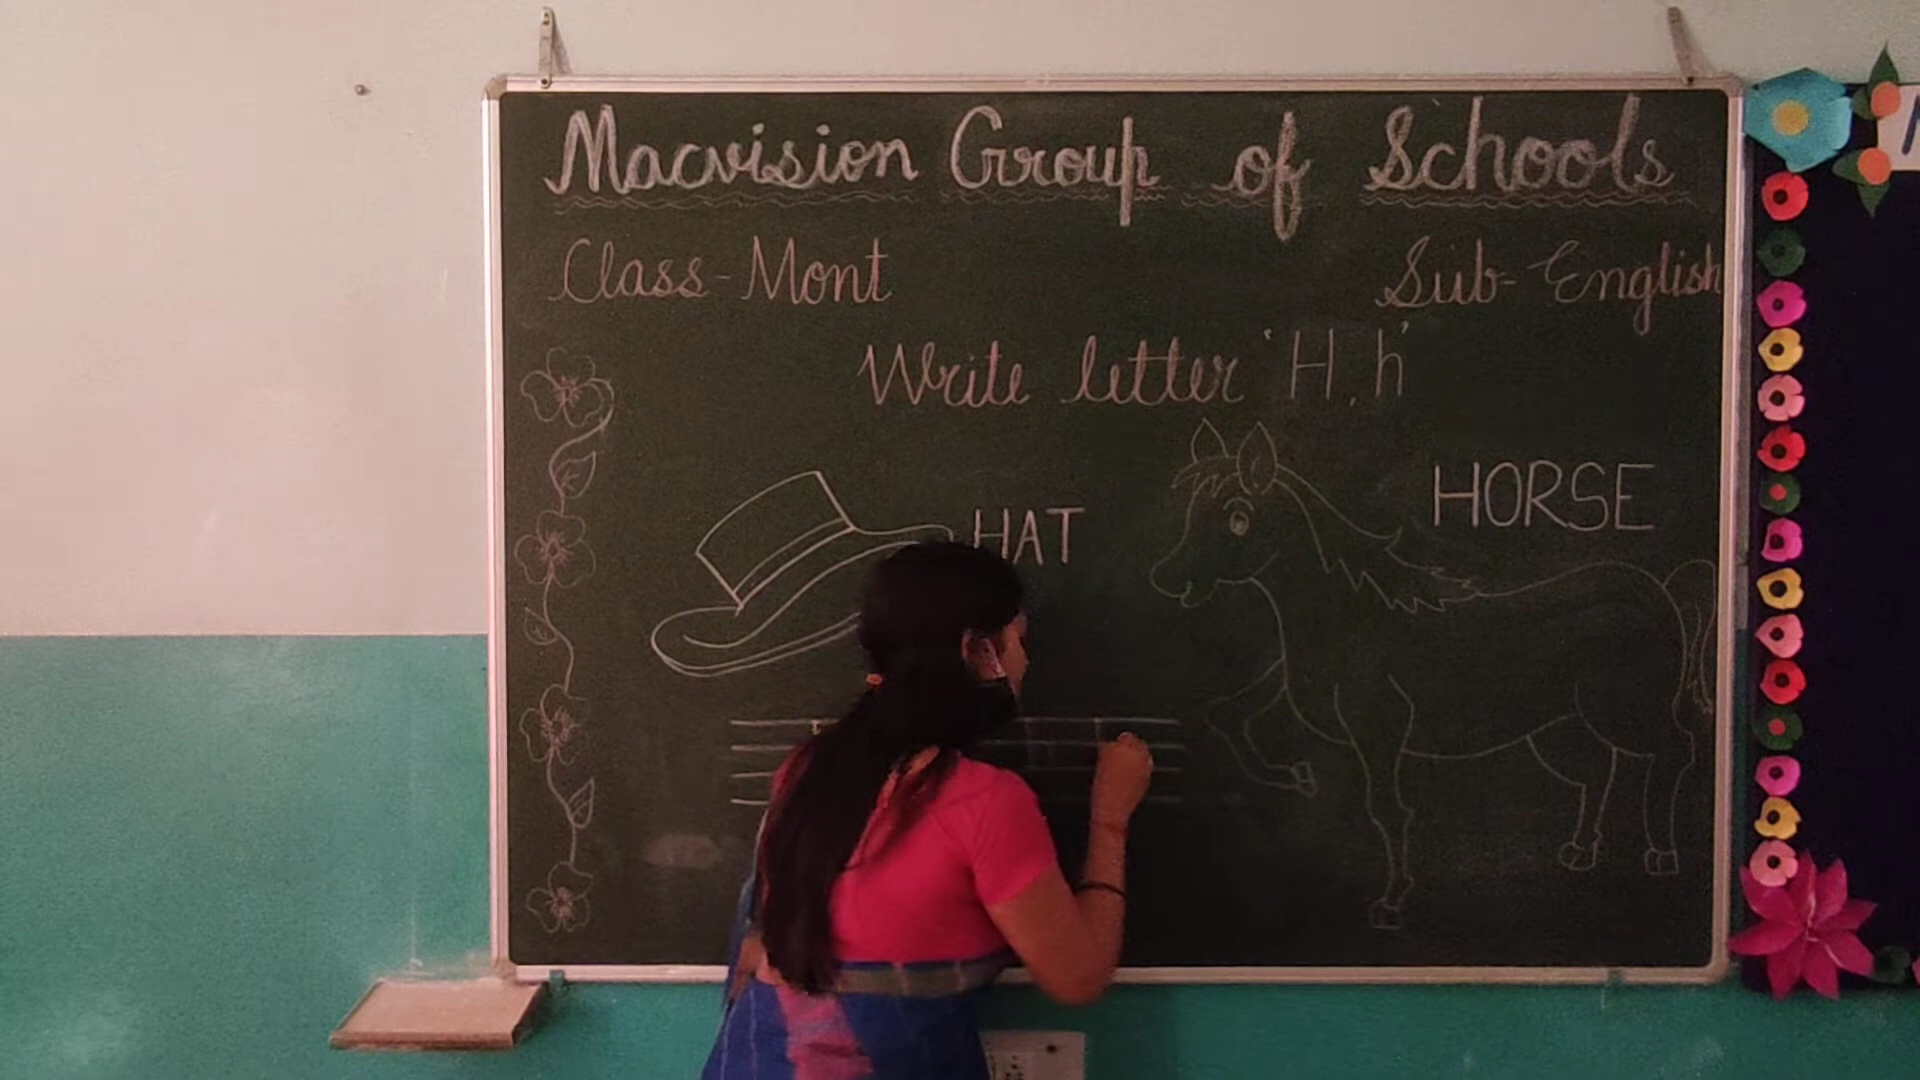 Macvision Group of Schools
Class-Mont
Sub-English
Write letter 'H, h'
HAT
HORSE